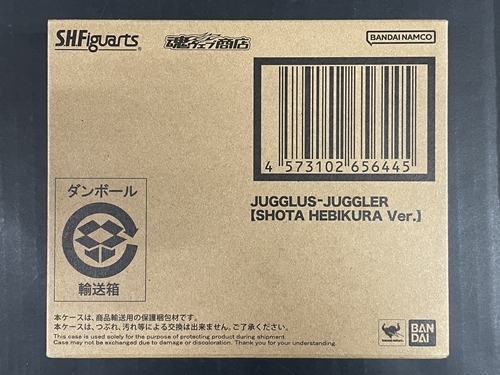 S.H.Figuarts
魂ウェブ商店
BANDAI NAMCO
4 573102 656445
JUGGLUS-JUGGLER
【SHOTA HEBIKURA Ver.】
ダンボール
輸送箱
本ケースは、商品輸送用の保護梱包材です。
本ケースは、つぶれ、汚れ等による交換は出来ません。ご了承ください。
This case is used solely for the purpose of protecting product during shipment.
Case may not be exchanged due to damage or discoloration. Thank you for your understanding.
BAN
DAI